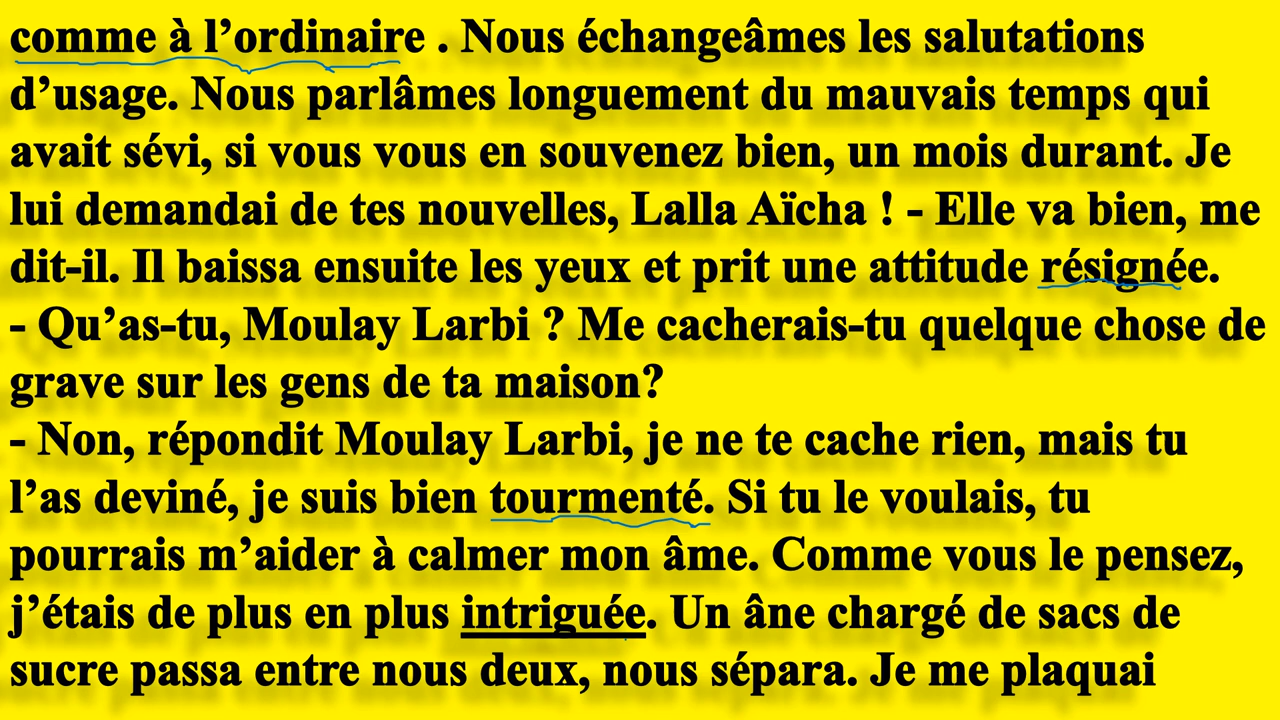 comme à l’ordinaire . Nous échangeâmes les salutations
d’usage. Nous parlâmes longuement du mauvais temps qui
avait sévi, si vous vous en souvenez bien, un mois durant. Je
lui demandai de tes nouvelles, Lalla Aïcha ! - Elle va bien, me
dit-il. Il baissa ensuite les yeux et prit une attitude résignée.
- Qu’as-tu, Moulay Larbi ? Me cacherais-tu quelque chose de
grave sur les gens de ta maison?
- Non, répondit Moulay Larbi, je ne te cache rien, mais tu
l’as deviné, je suis bien tourmenté. Si tu le voulais, tu
pourrais m’aider à calmer mon âme. Comme vous le pensez,
j’étais de plus en plus intriguée. Un âne chargé de sacs de
sucre passa entre nous deux, nous sépara. Je me plaquai